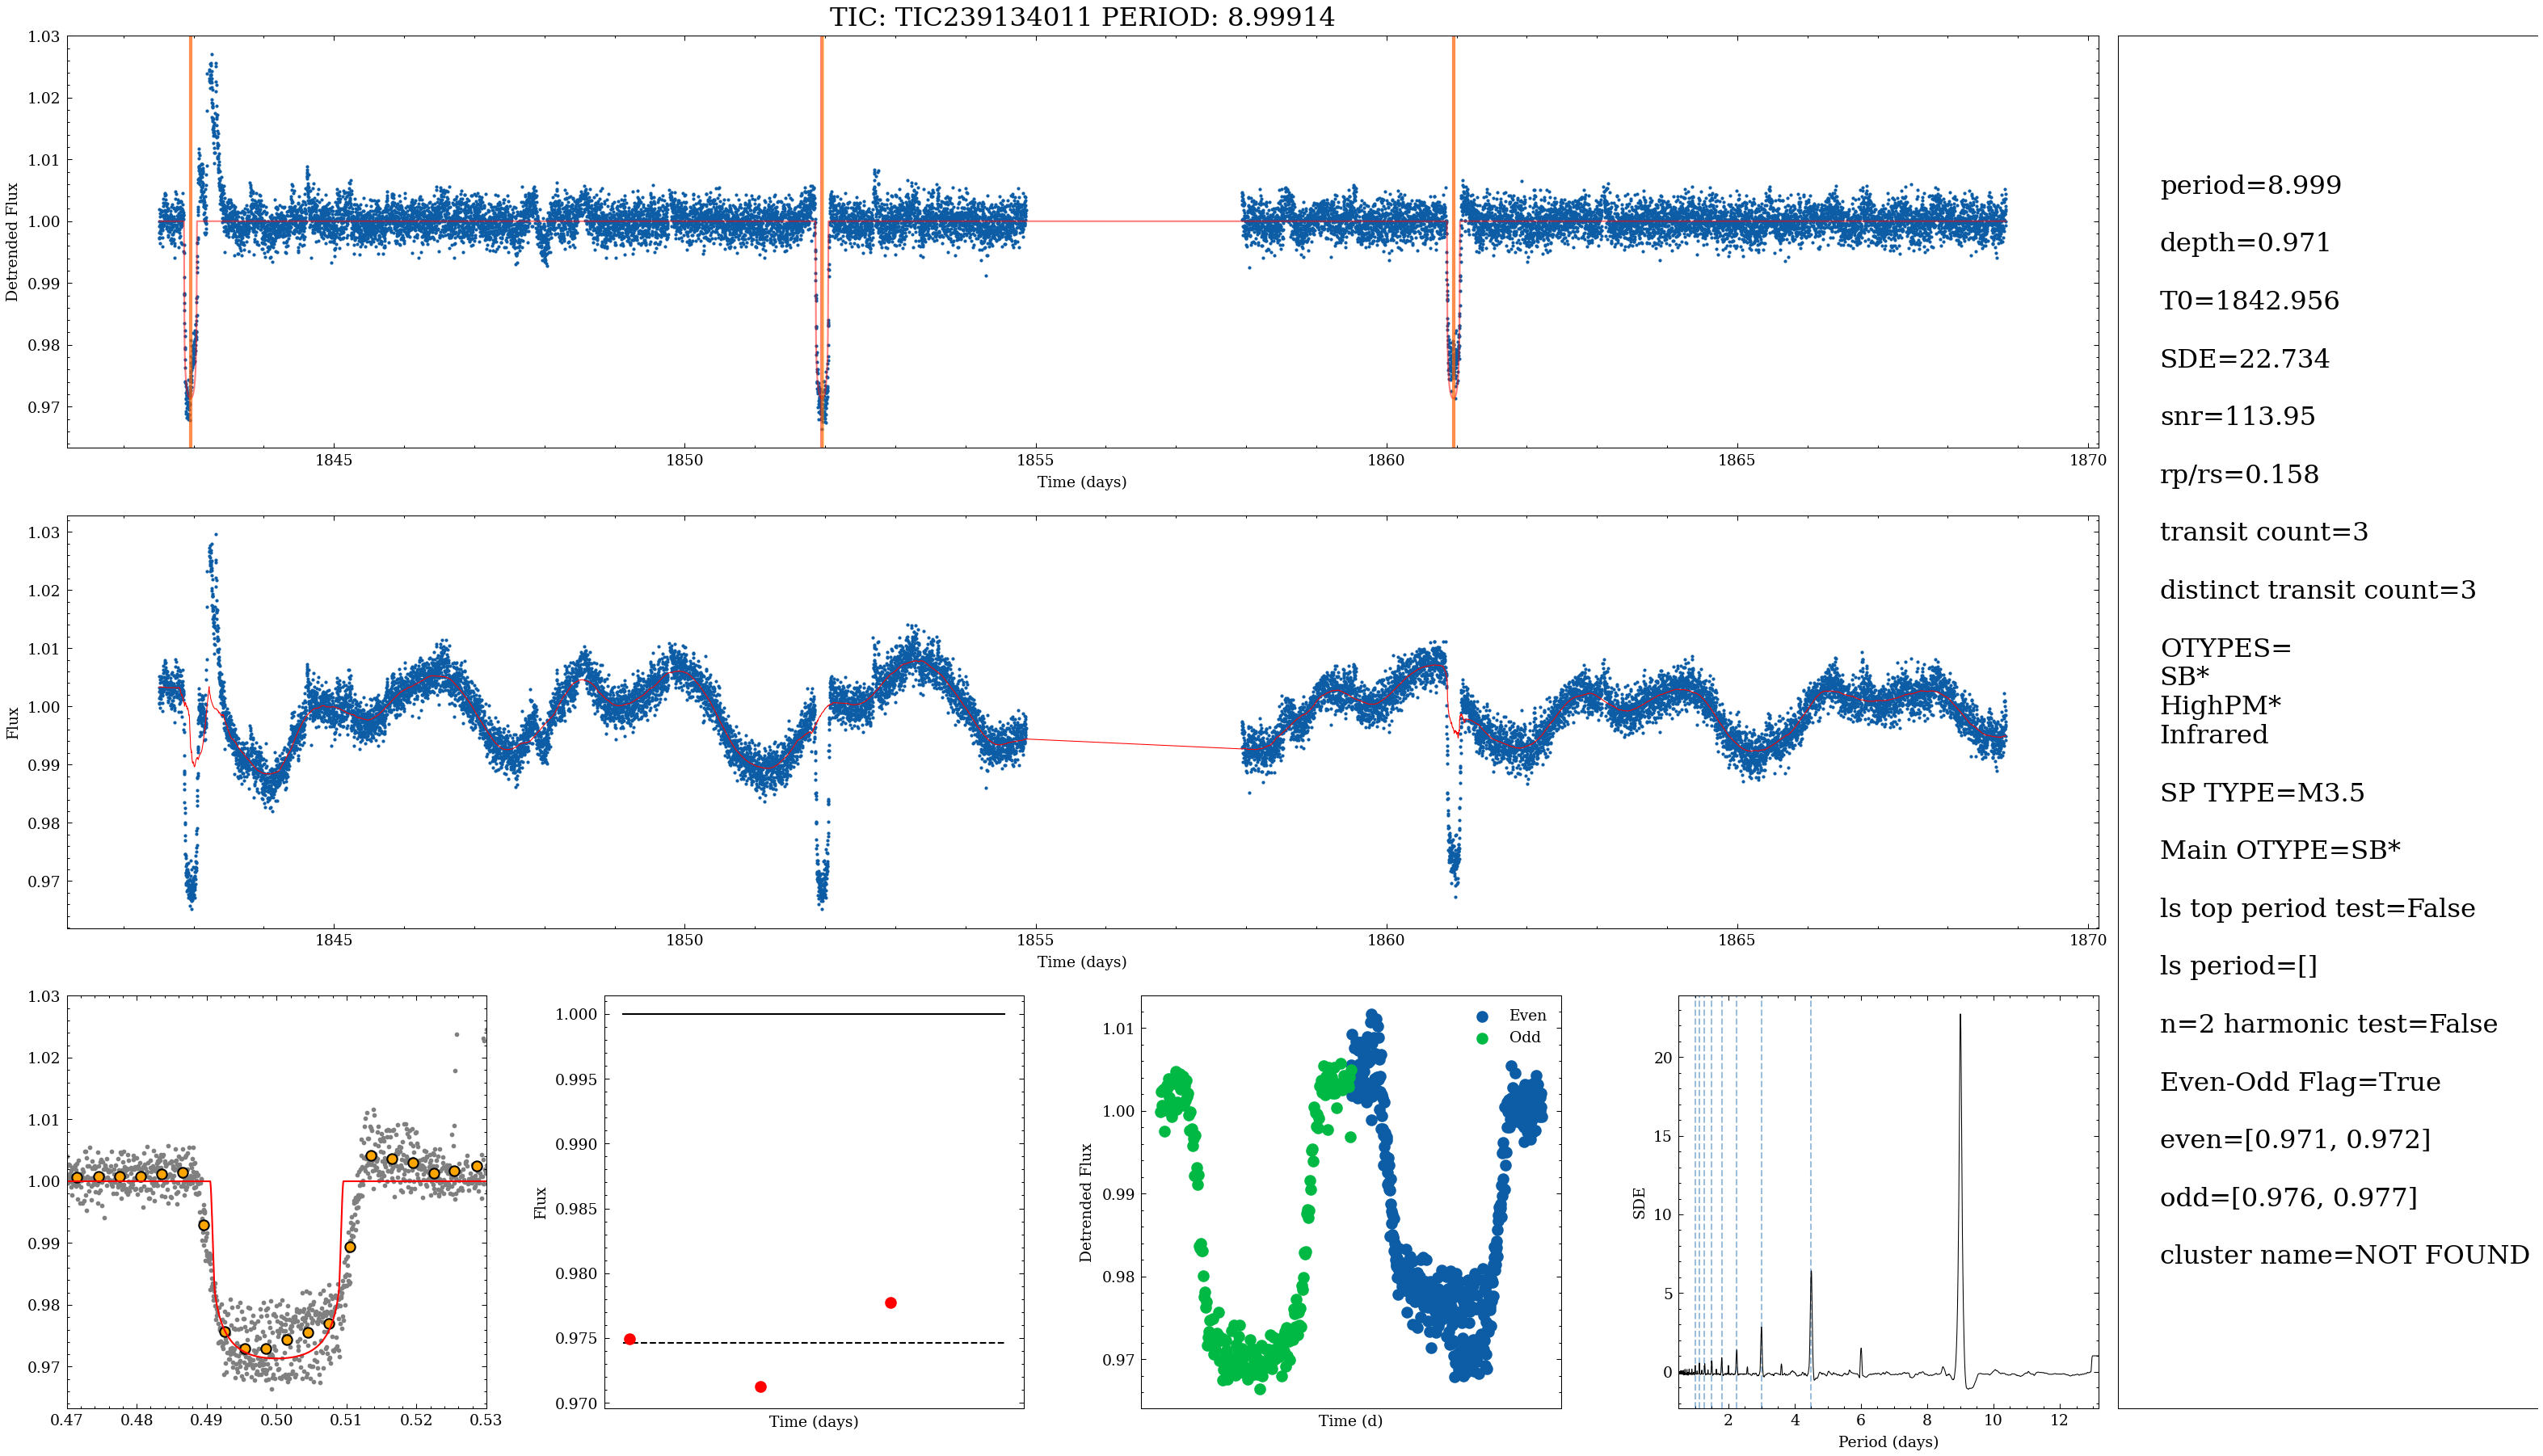 TIC: TIC239134011 PERIOD: 8.99914
1.03
1.02
1.01
1.00
0.99
0.98
0.97
Detrended Flux
1845
1850
1855
1860
1865
1870
Time (days)
1.03
1.02
1.01
1.00
0.99
0.98
0.97
Flux
1845
1850
1855
1860
1865
1870
Time (days)
1.03
1.02
1.01
1.00
0.99
0.98
0.97
0.47
0.48
0.49
0.50
0.51
0.52
0.53
1.000
0.995
0.990
0.985
0.980
0.975
0.970
Flux
Time (days)
1.01
1.00
0.99
0.98
0.97
Detrended Flux
Even
Odd
Time (d)
20
15
10
5
0
SDE
2
4
6
8
10
12
Period (days)
period=8.999
depth=0.971
T0=1842.956
SDE=22.734
snr=113.95
rp/rs=0.158
transit count=3
distinct transit count=3
OTYPES=
SB*
HighPM*
Infrared
SP TYPE=M3.5
Main OTYPE=SB*
ls top period test=False
ls period=[]
n=2 harmonic test=False
Even-Odd Flag=True
even=[0.971, 0.972]
odd=[0.976, 0.977]
cluster name=NOT FOUND